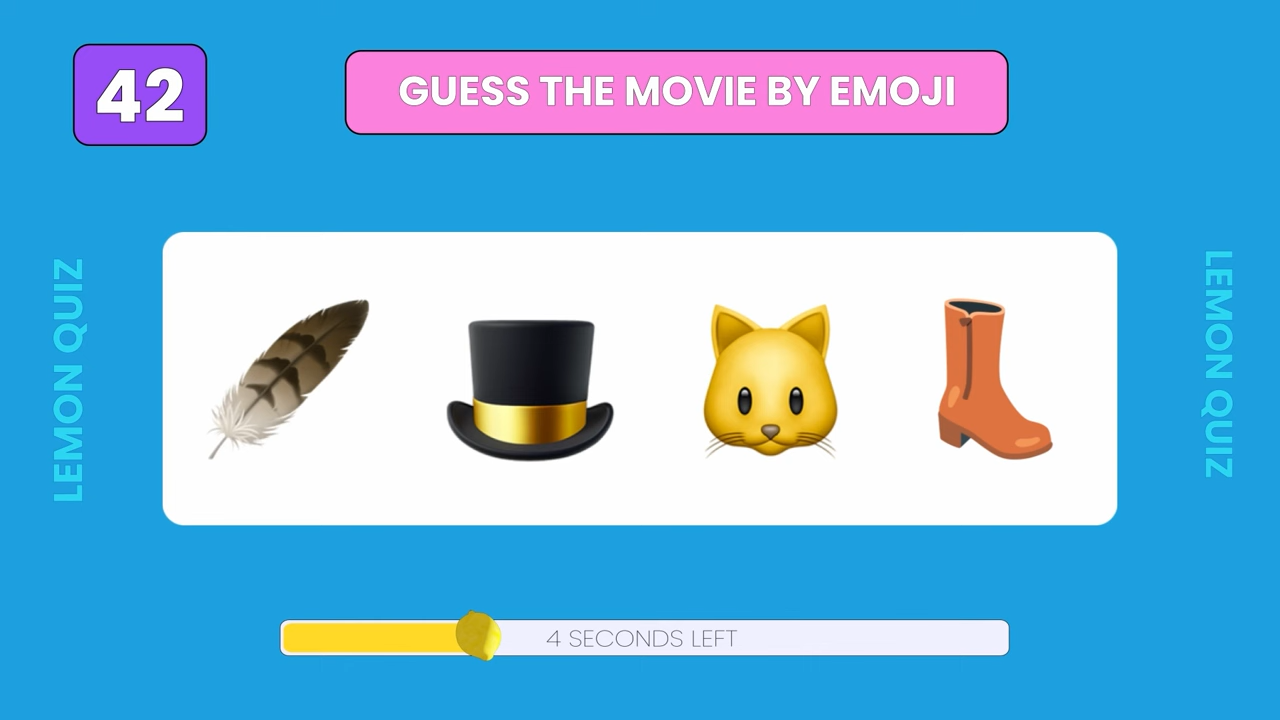 42
GUESS THE MOVIE BY EMOJI
LEMON QUIZ
LEMON QUIZ
4 SECONDS LEFT